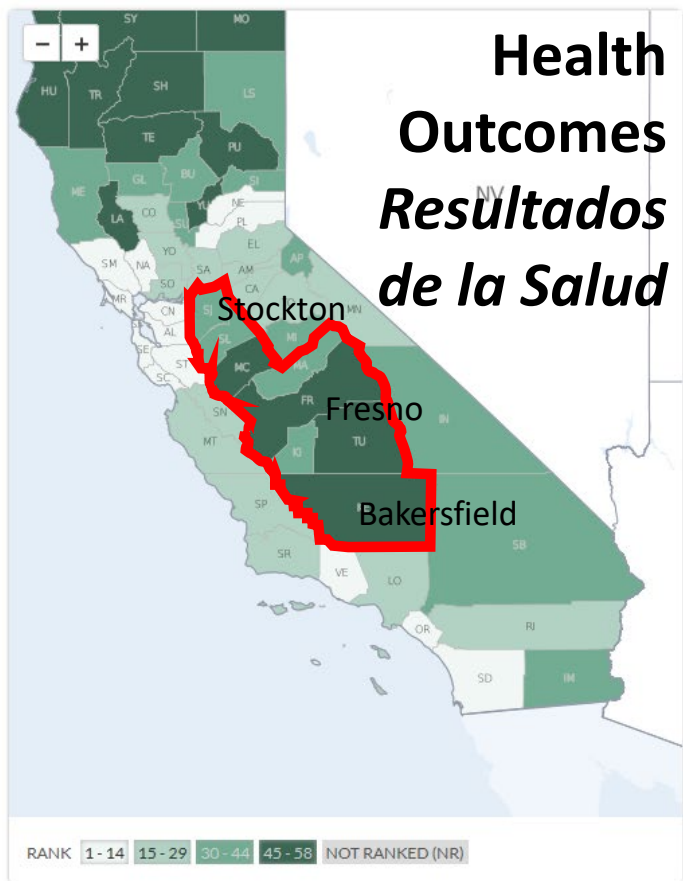 − +
Health
Outcomes
Resultados
de la Salud
SY MO
HU TR SH LS
TE PU
ME GL BU SI
LA CO SU YU NE
PL
YO EL
SM NA SA AM AP
SO CA
MR CN SJ Stockton MN
AL SL MI
ST MC MA
SC
SN FR Fresno IN
MT KI TU
SP Bakersfield
SR VE LO SB
OR RI
SD IM
NV
RANK 1 - 14 15 - 29 30 - 44 45 - 58 NOT RANKED (NR)